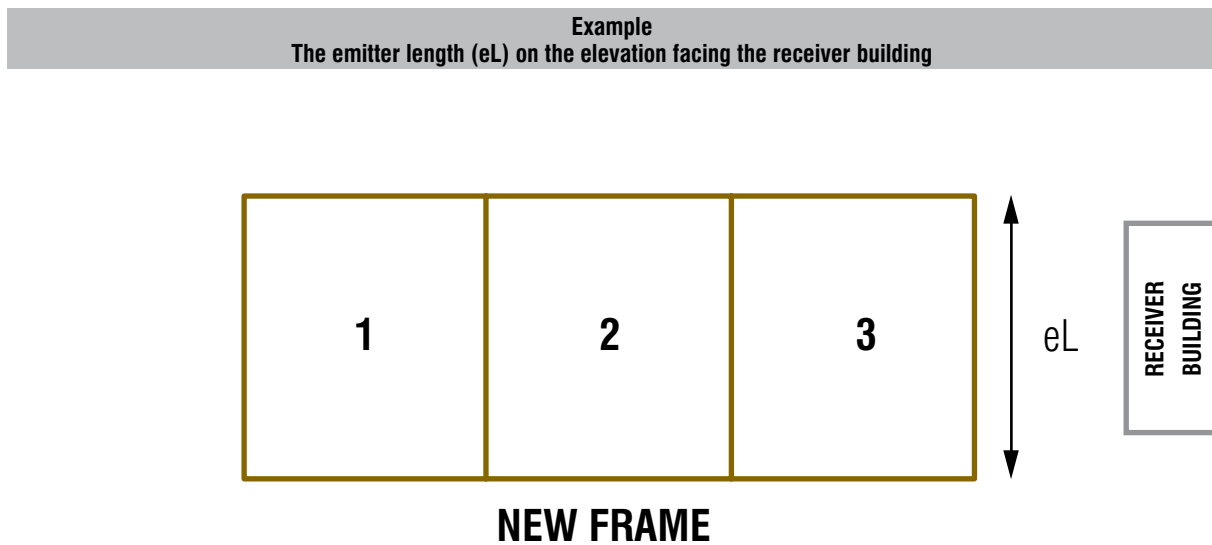 Example
The emitter length (eL) on the elevation facing the receiver building
1
2
3
eL
RECEIVER
BUILDING
NEW FRAME